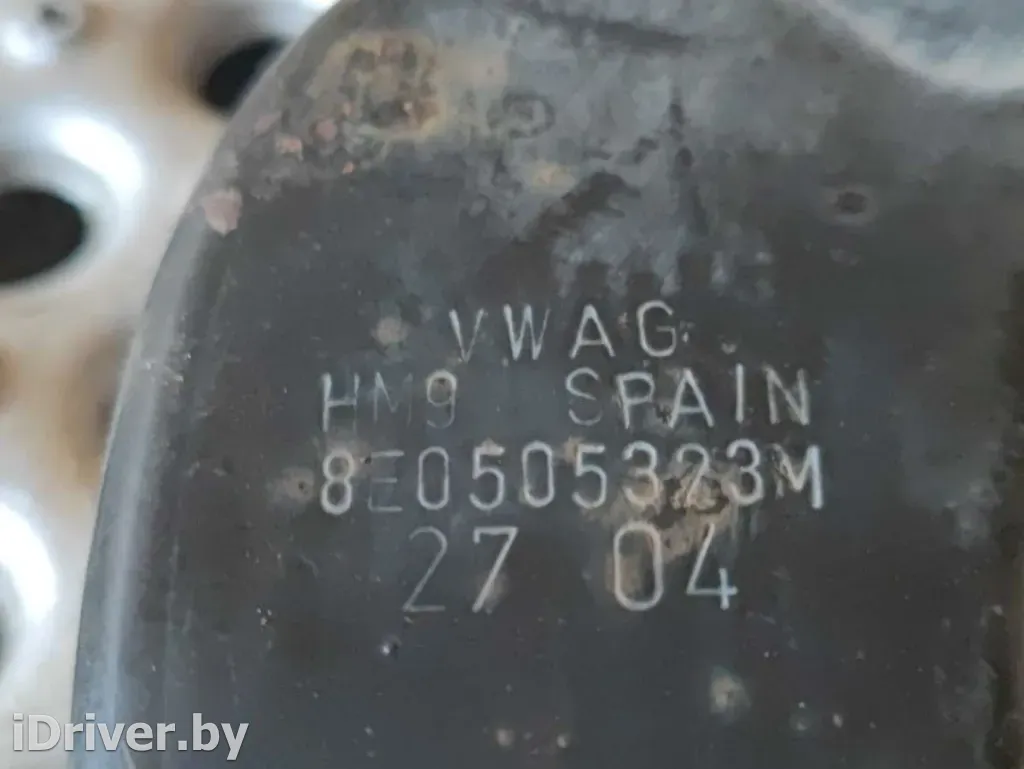 VWAG
HM9 SPAIN
8E0505323M
27 04
iDriver.by